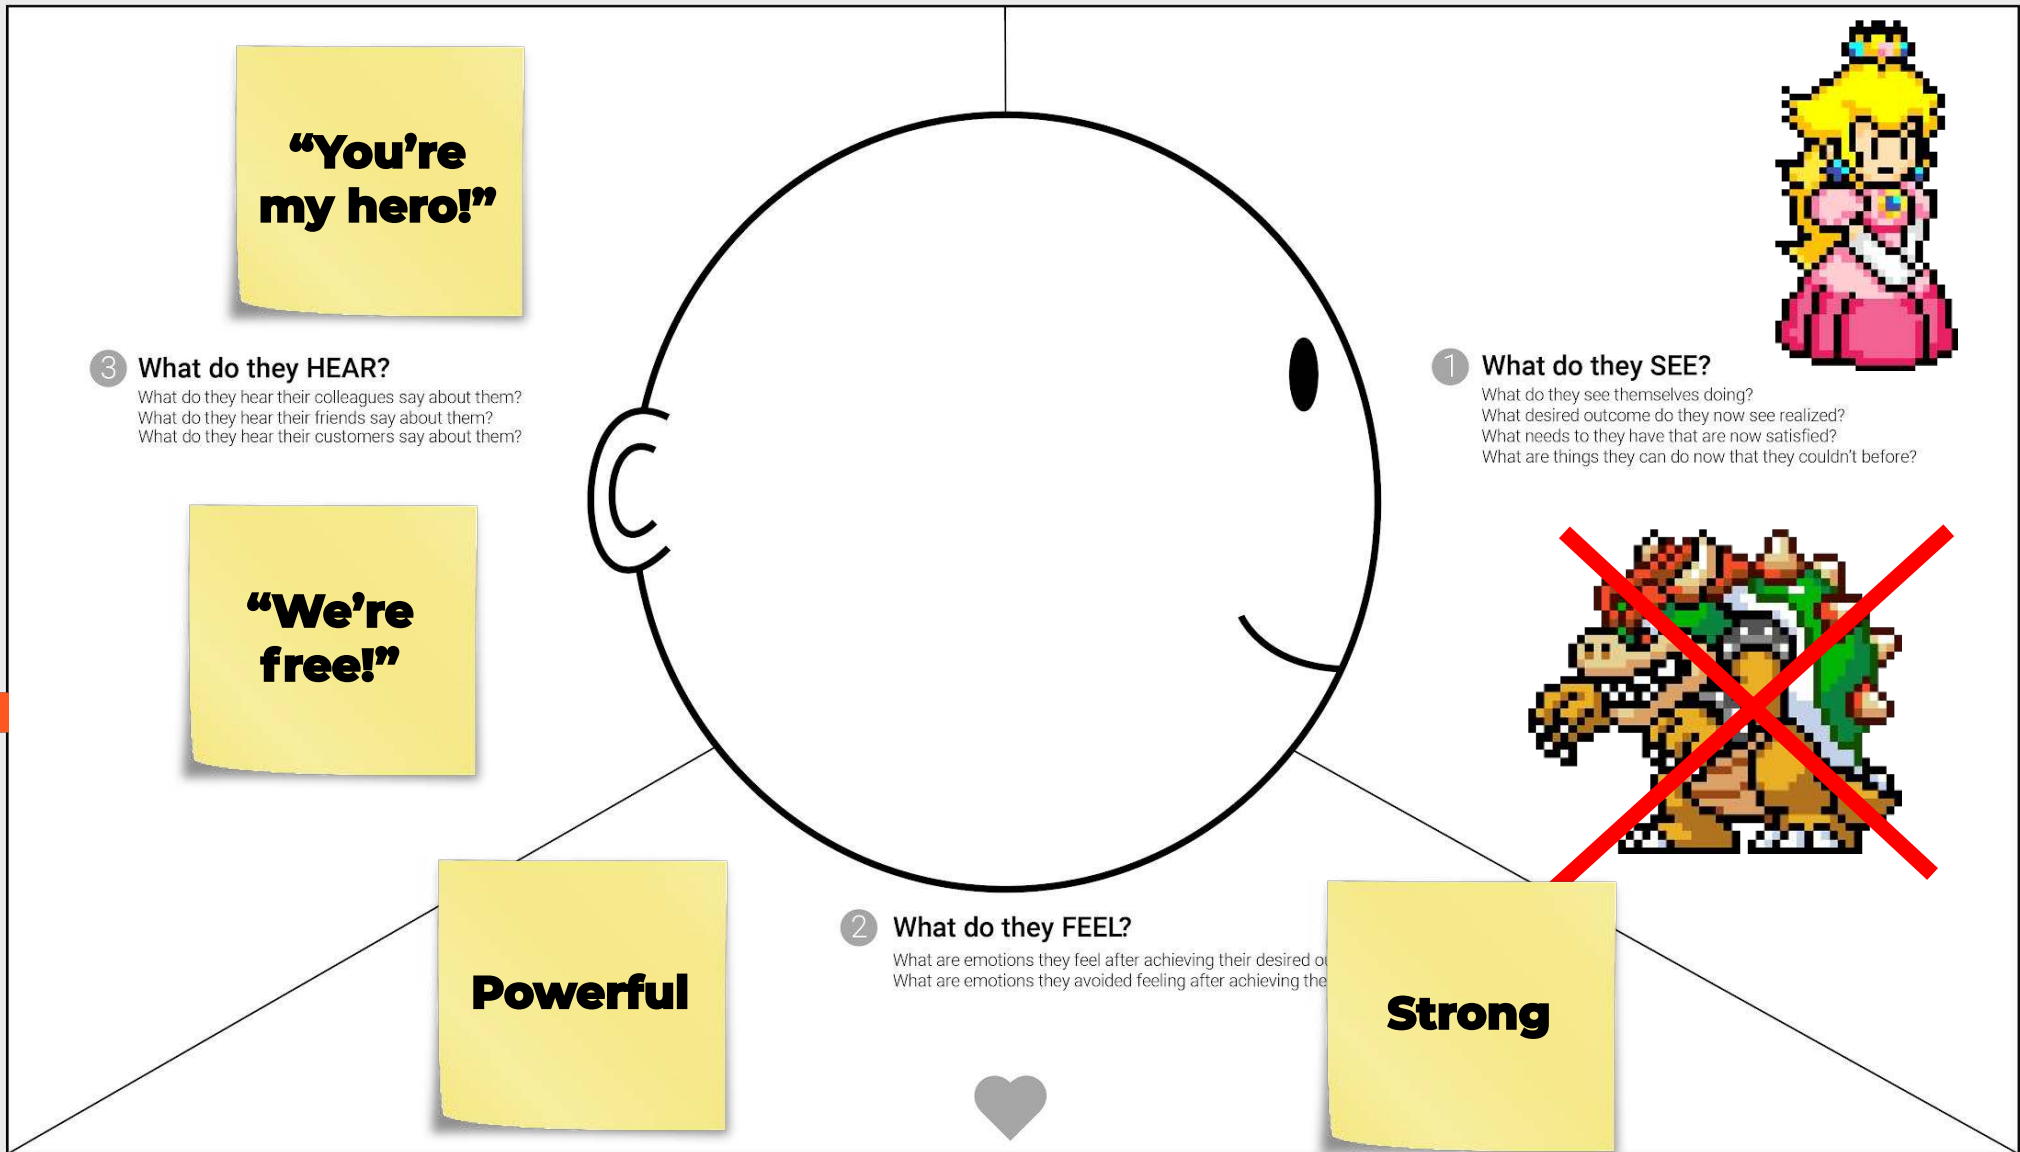 “You’re
my hero!”
3 What do they HEAR?
What do they hear their colleagues say about them?
What do they hear their friends say about them?
What do they hear their customers say about them?
“We’re
free!”
1 What do they SEE?
What do they see themselves doing?
What desired outcome do they now see realized?
What needs to they have that are now satisfied?
What are things they can do now that they couldn't before?
Powerful
2 What do they FEEL?
What are emotions they feel after achieving their desired
What are emotions they avoided feeling after achieving
Strong